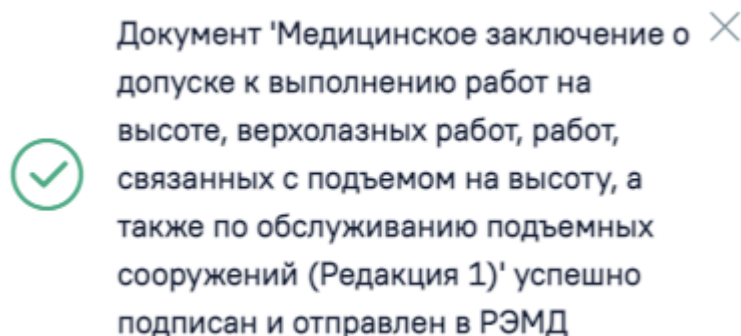 Документ 'Медицинское заключение о
допуске к выполнению работ на
высоте, верхолазных работ, работ,
связанных с подъемом на высоту, а
также по обслуживанию подъемных
сооружений (Редакция 1)' успешно
подписан и отправлен в РЭМД